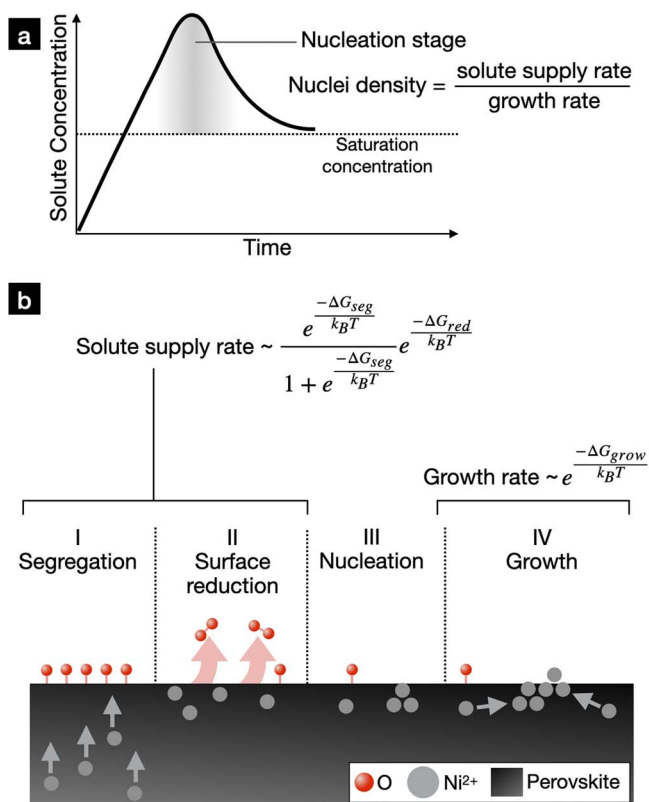 a
Solute Concentration
Nucleation stage
Nuclei density = solute supply rate / growth rate
Saturation
concentration
Time
b
Solute supply rate ~ e^(-ΔG_seg / k_BT) / (1 + e^(-ΔG_seg / k_BT)) e^(-ΔG_red / k_BT)
Growth rate ~ e^(-ΔG_grow / k_BT)
I
Segregation
II
Surface
reduction
III
Nucleation
IV
Growth
O
Ni²⁺
Perovskite